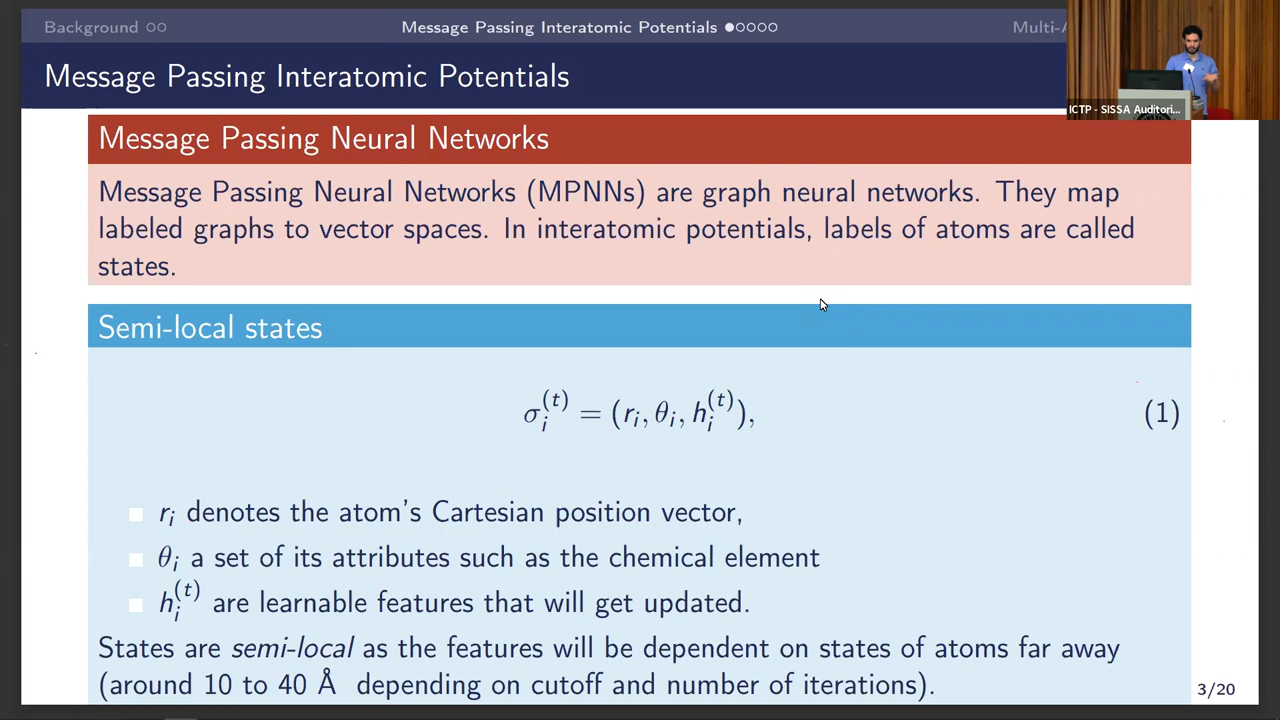 Background
Message Passing Interatomic Potentials
Multi-A
Message Passing Interatomic Potentials
ICTP - SISSA Auditori...
Message Passing Neural Networks
Message Passing Neural Networks (MPNNs) are graph neural networks. They map
labeled graphs to vector spaces. In interatomic potentials, labels of atoms are called
states.
Semi-local states
σ_i^{(t)} = (r_i, θ_i, h_i^{(t)}), (1)
r_i denotes the atom's Cartesian position vector,
θ_i a set of its attributes such as the chemical element
h_i^{(t)} are learnable features that will get updated.
States are semi-local as the features will be dependent on states of atoms far away
(around 10 to 40 Å depending on cutoff and number of iterations).
3/20